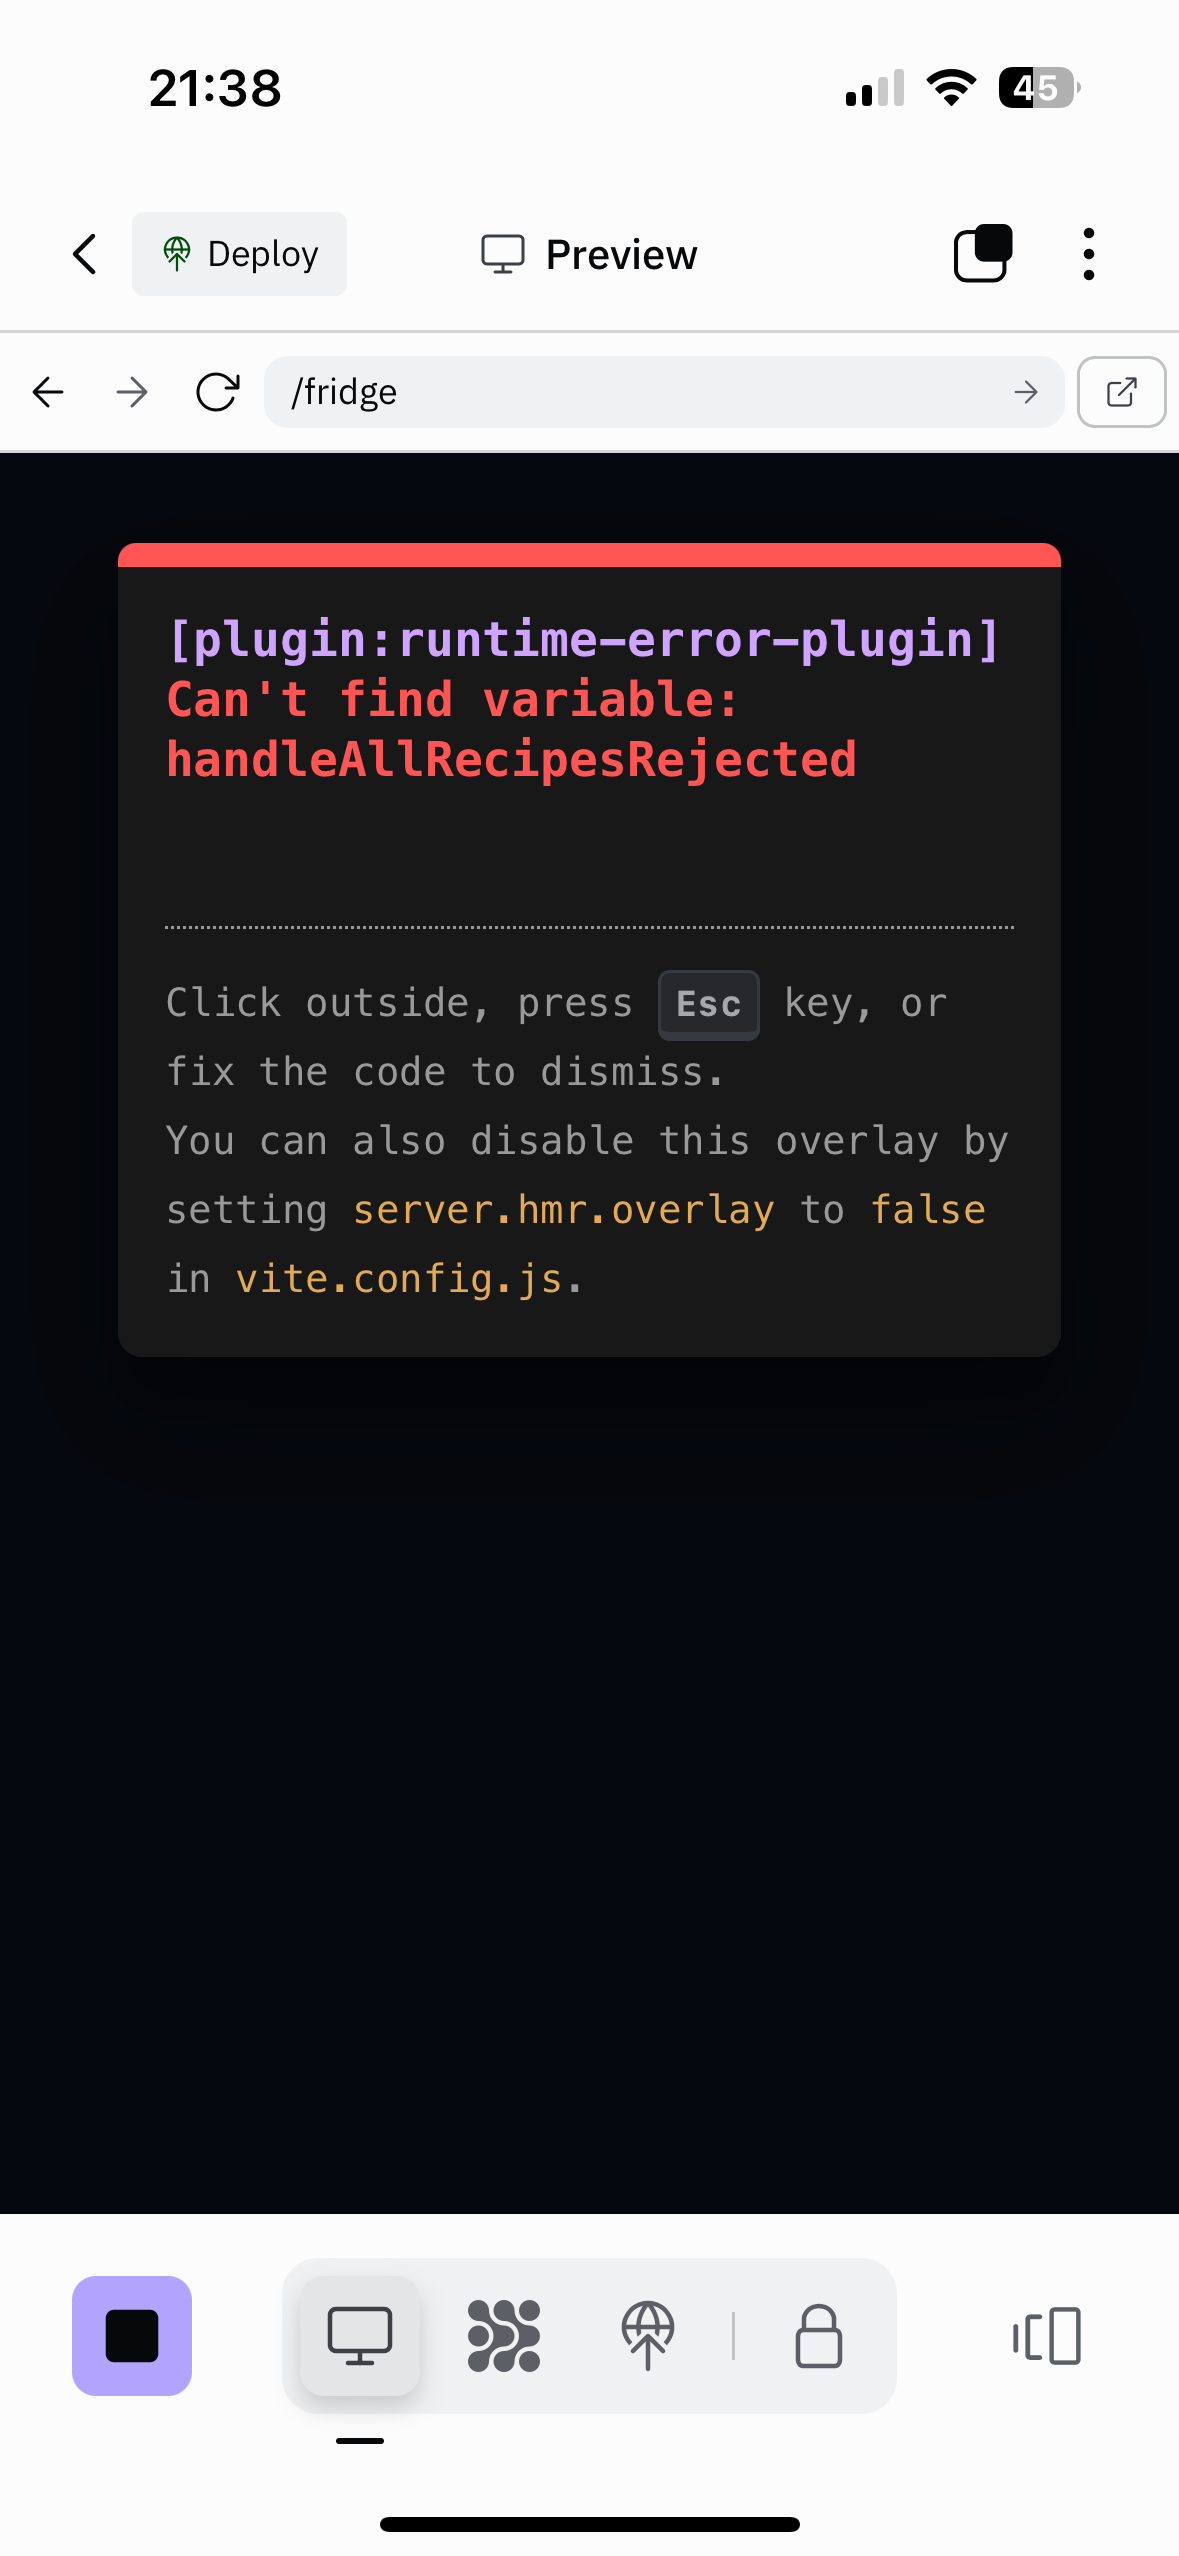 21:38
45
Deploy
Preview
/fridge
[plugin:runtime-error-plugin]
Can't find variable:
handleAllRecipesRejected
Click outside, press Esc key, or
fix the code to dismiss.
You can also disable this overlay by
setting server.hmr.overlay to false
in vite.config.js.